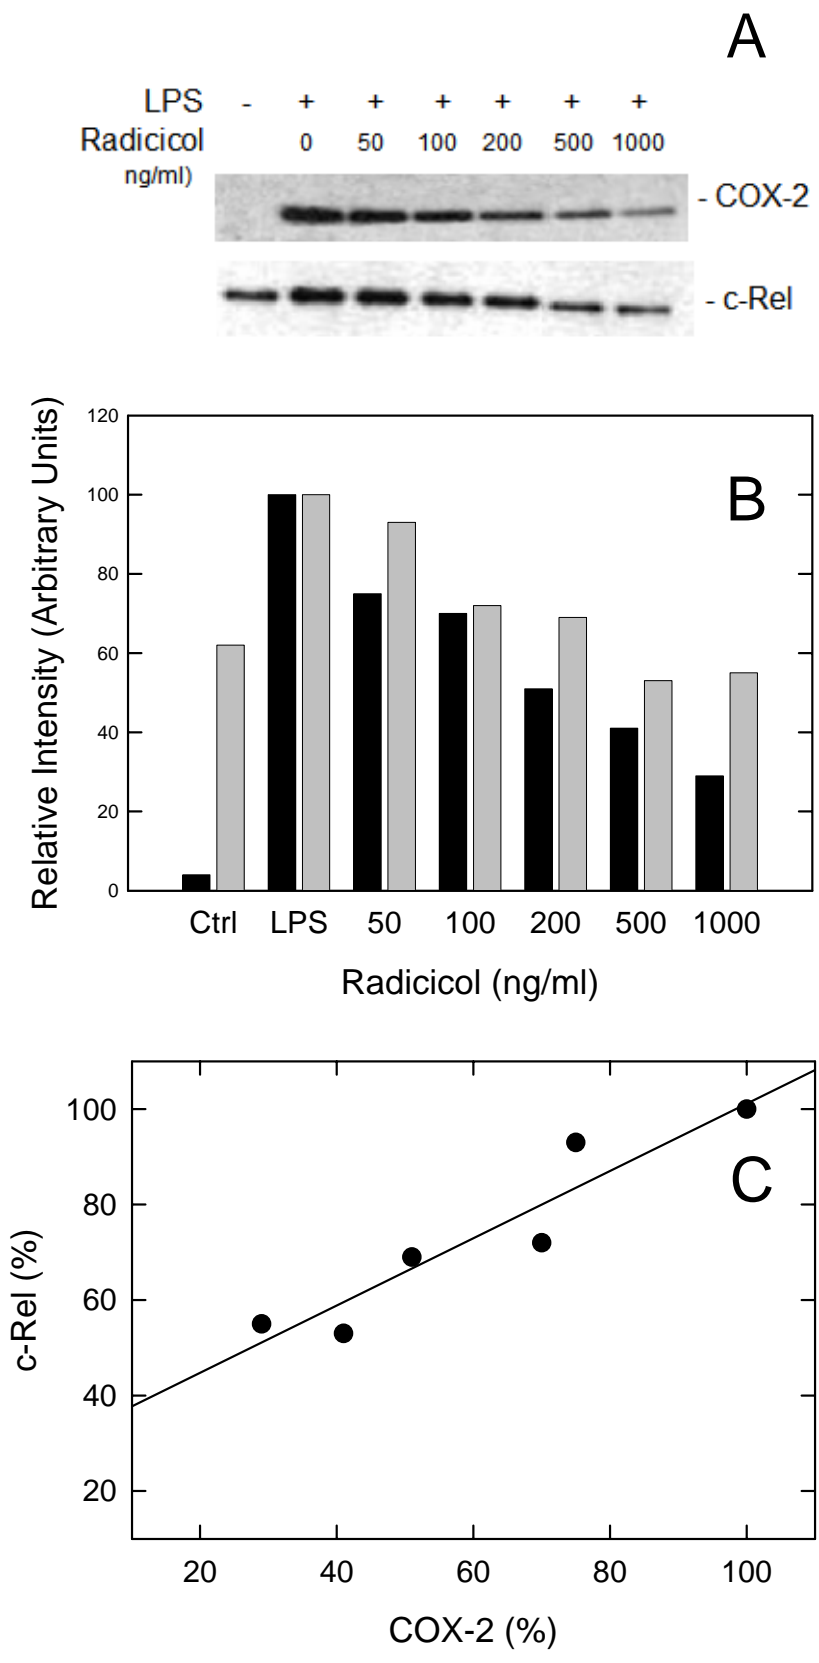 A
LPS - + + + + + +
Radicicol 0 50 100 200 500 1000
ng/ml)
- COX-2
- c-Rel
Relative Intensity (Arbitrary Units)
120
100
80
60
40
20
0
B
Ctrl LPS 50 100 200 500 1000
Radicicol (ng/ml)
c-Rel (%)
100
80
60
40
20
C
20 40 60 80 100
COX-2 (%)